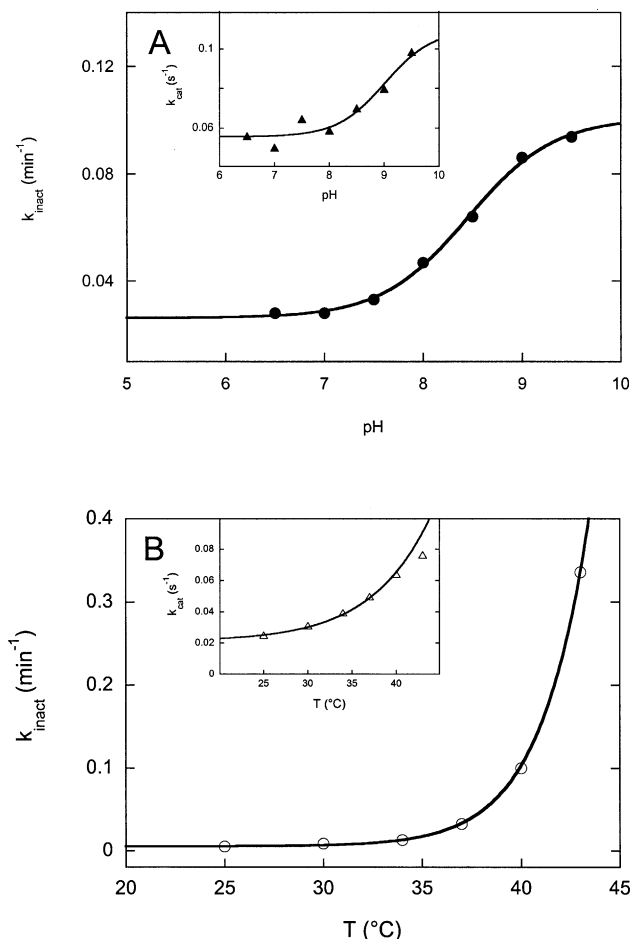 A
k_cat (s⁻¹)
0.1
0.06
6 7 8 9 10
pH
k_inact (min⁻¹)
0.12
0.08
0.04
5 6 7 8 9 10
pH
B
k_cat (s⁻¹)
0.08
0.06
0.04
0.02
0
25 30 35 40
T (°C)
k_inact (min⁻¹)
0.4
0.3
0.2
0.1
0
20 25 30 35 40 45
T (°C)